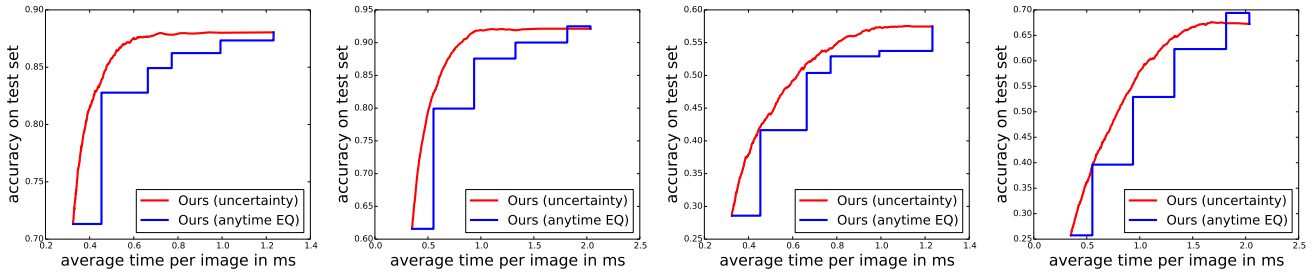 accuracy on test set
0.90
0.85
0.80
0.75
0.70
0.2 0.4 0.6 0.8 1.0 1.2 1.4
average time per image in ms
Ours (uncertainty)
Ours (anytime EQ)
accuracy on test set
0.95
0.90
0.85
0.80
0.75
0.70
0.65
0.60
0.0 0.5 1.0 1.5 2.0 2.5
average time per image in ms
Ours (uncertainty)
Ours (anytime EQ)
accuracy on test set
0.60
0.55
0.50
0.45
0.40
0.35
0.30
0.25
0.2 0.4 0.6 0.8 1.0 1.2 1.4
average time per image in ms
Ours (uncertainty)
Ours (anytime EQ)
accuracy on test set
0.70
0.65
0.60
0.55
0.50
0.45
0.40
0.35
0.30
0.25
0.0 0.5 1.0 1.5 2.0 2.5
average time per image in ms
Ours (uncertainty)
Ours (anytime EQ)